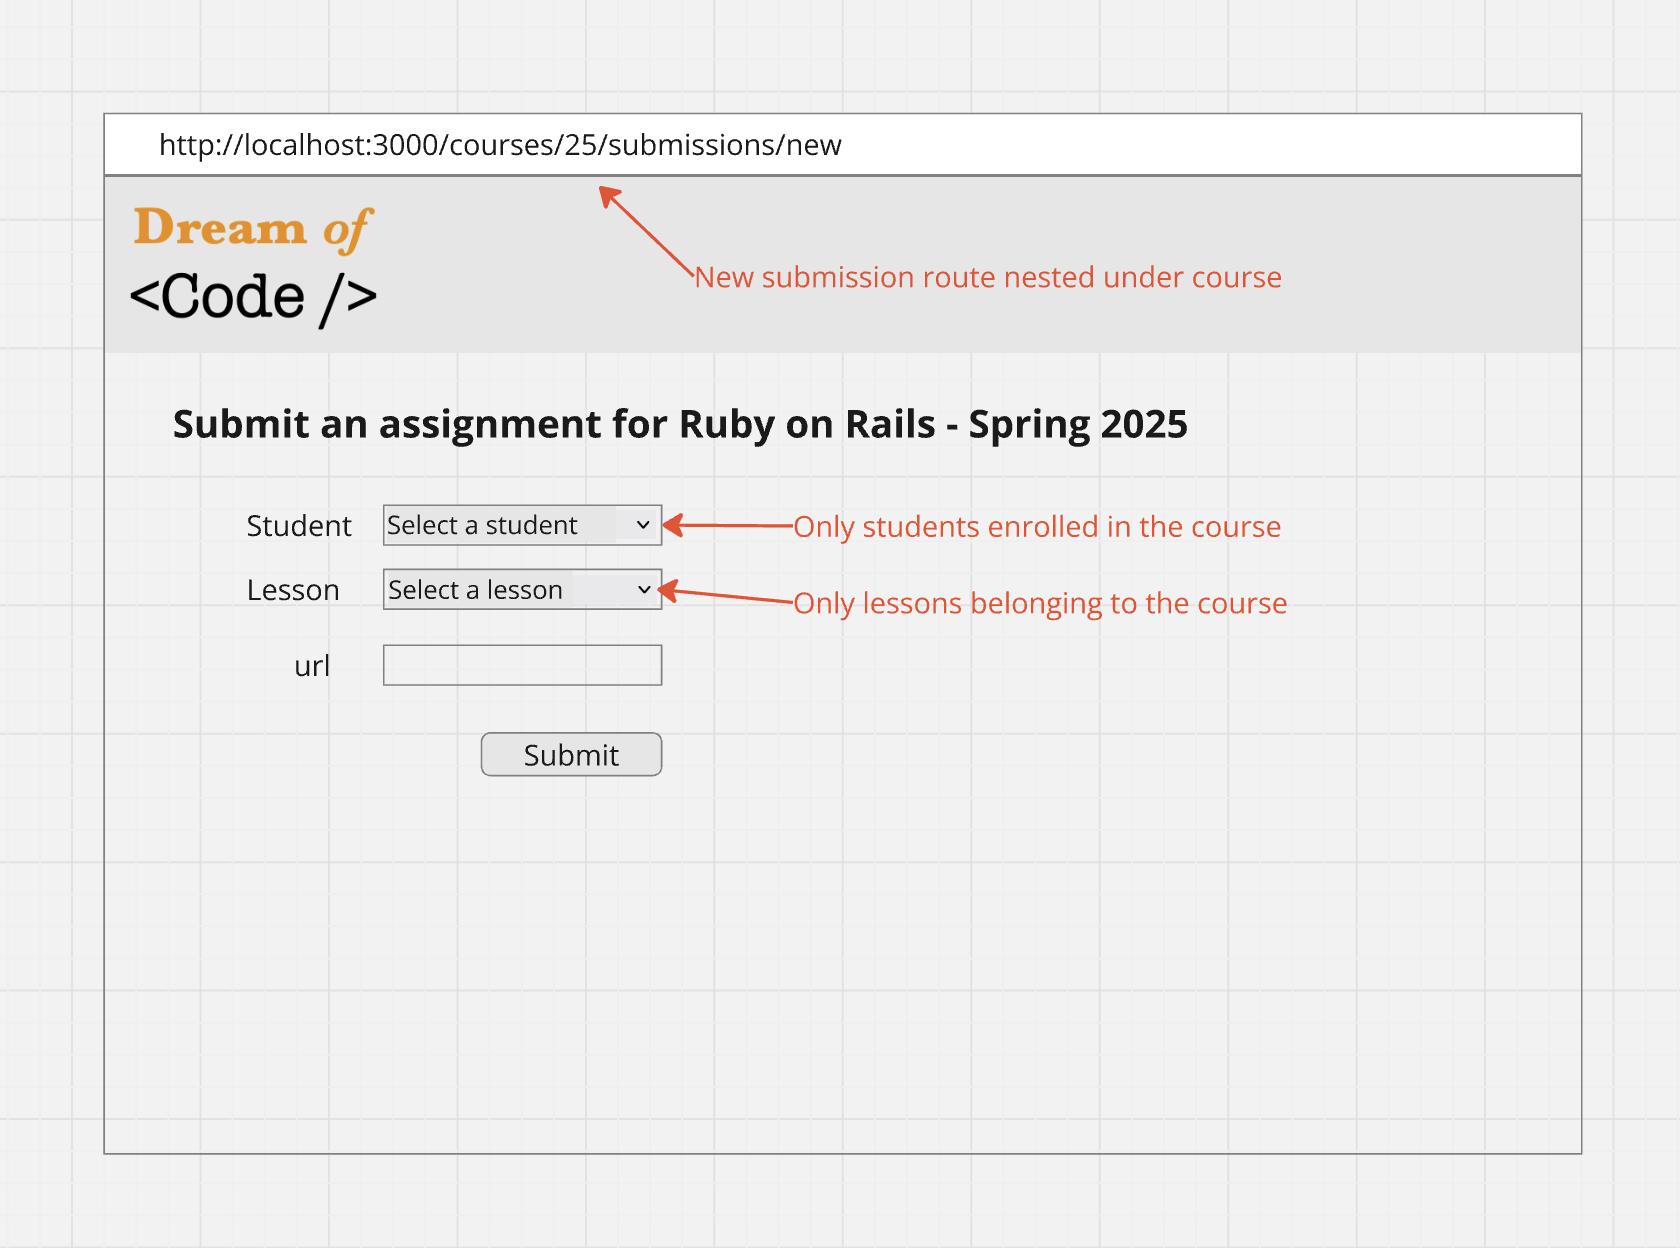 http://localhost:3000/courses/25/submissions/new
Dream of
<Code />
New submission route nested under course
Submit an assignment for Ruby on Rails - Spring 2025
Student
Select a student
Only students enrolled in the course
Lesson
Select a lesson
Only lessons belonging to the course
url
Submit